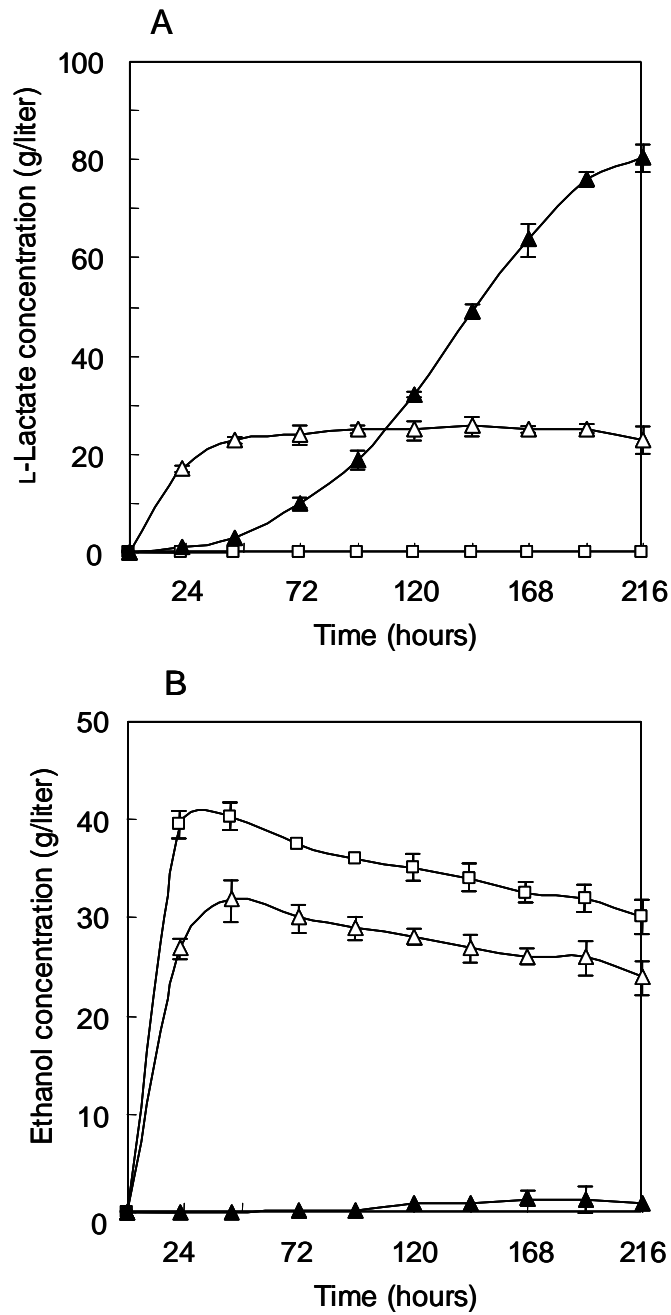 A
L-Lactate concentration (g/liter)
100
80
60
40
20
0
24 72 120 168 216
Time (hours)
B
Ethanol concentration (g/liter)
50
40
30
20
10
0
24 72 120 168 216
Time (hours)